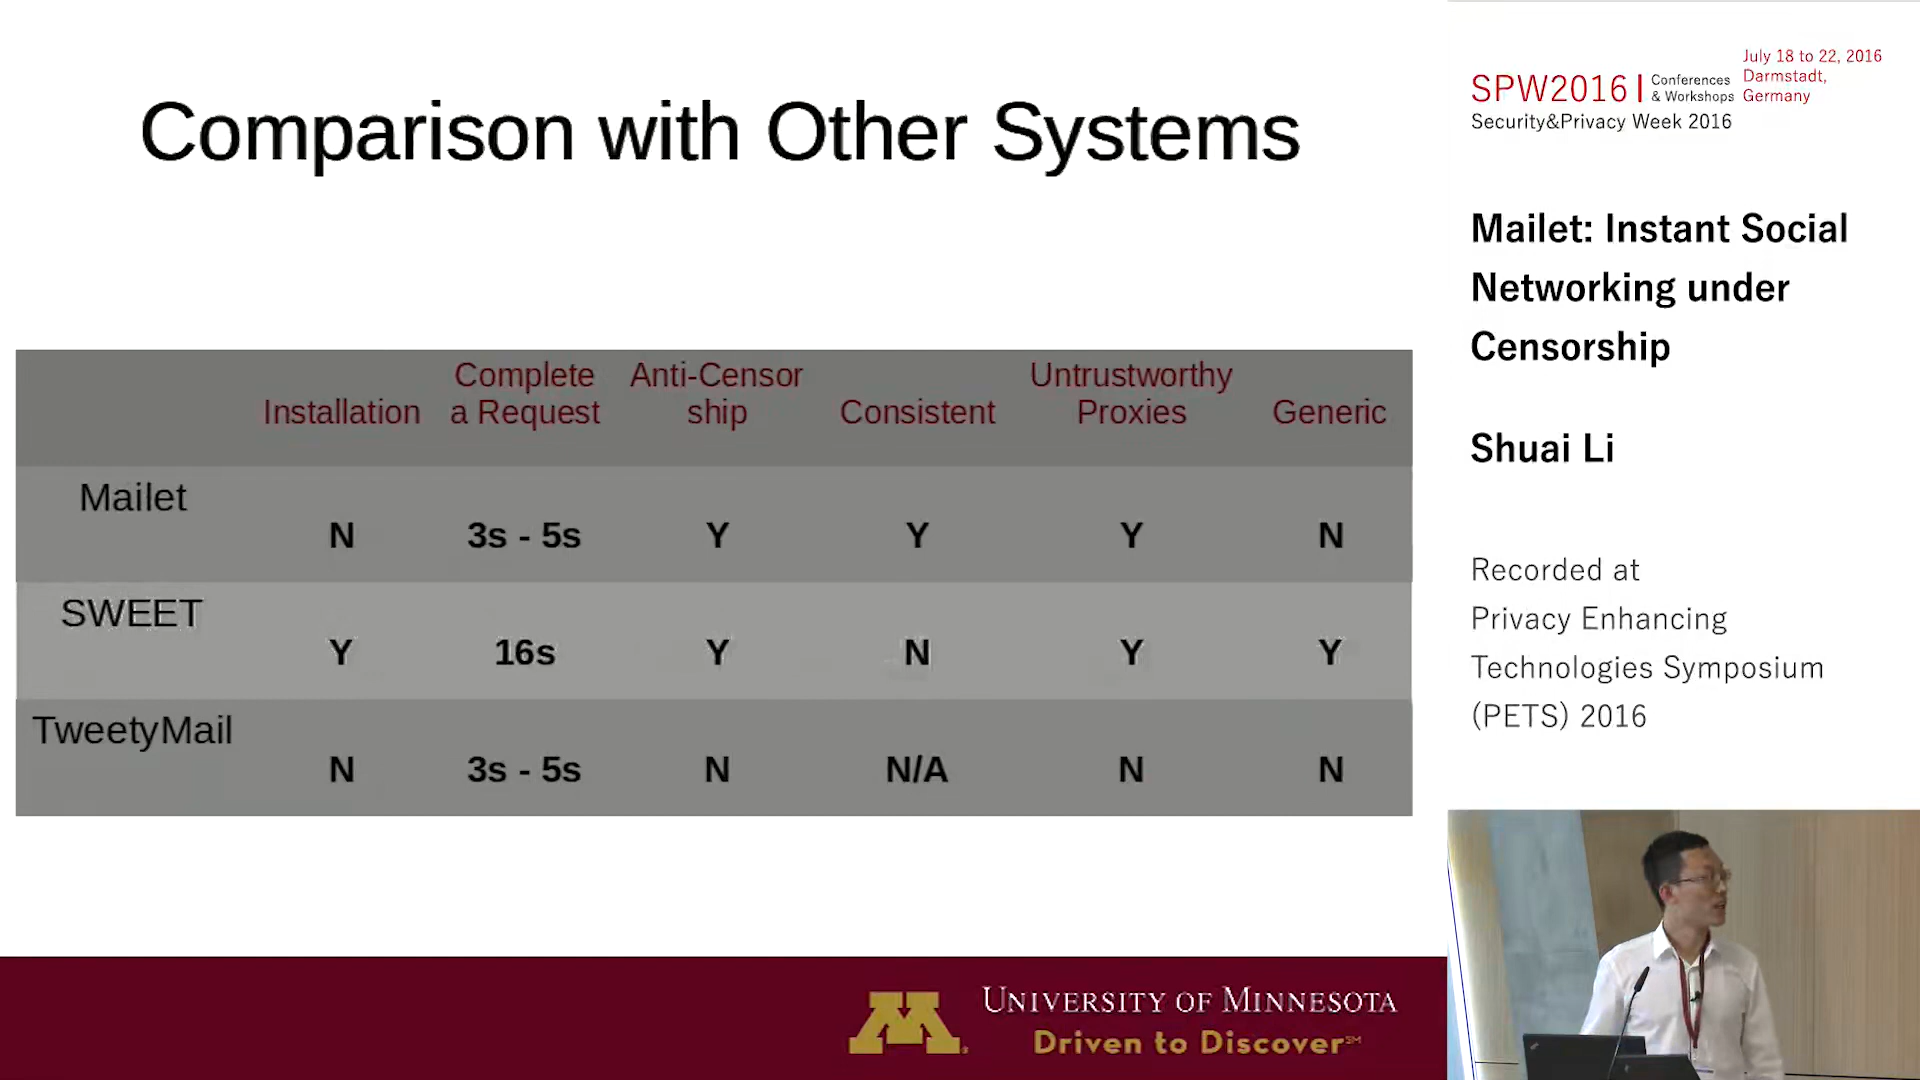 Comparison with Other Systems
Installation Complete a Request Anti-Censor ship Consistent Untrustworthy Proxies Generic
Mailet N 3s - 5s Y Y Y N
SWEET Y 16s Y N Y Y
TweetyMail N 3s - 5s N N/A N N
M
UNIVERSITY OF MINNESOTA
Driven to Discover℠
SPW2016 | Conferences & Workshops
July 18 to 22, 2016
Darmstadt,
Germany
Security&Privacy Week 2016
Mailet: Instant Social
Networking under
Censorship
Shuai Li
Recorded at
Privacy Enhancing
Technologies Symposium
(PETS) 2016